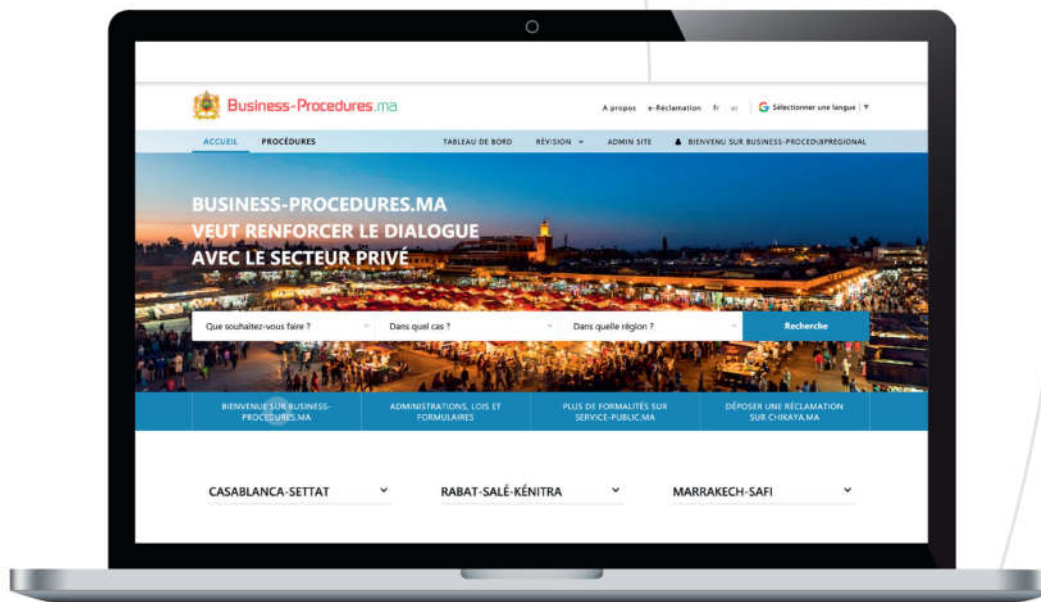 Business-Procedures.ma
A propos e-Réclamation fr ar Sélectionner une langue
ACCUEIL PROCÉDURES TABLEAU DE BORD RÉVISION ADMIN SITE BIENVENU SUR BUSINESS-PROCED\BPREGIONAL
BUSINESS-PROCEDURES.MA
VEUT RENFORCER LE DIALOGUE
AVEC LE SECTEUR PRIVÉ
Que souhaitez-vous faire ? Dans quel cas ? Dans quelle région ? Recherche
BIENVENUE SUR BUSINESS-
PROCEDURES.MA
ADMINISTRATIONS, LOIS ET
FORMULAIRES
PLUS DE FORMALITÉS SUR
SERVICE-PUBLIC.MA
DÉPOSER UNE RÉCLAMATION
SUR CHIKAYA.MA
CASABLANCA-SETTAT RABAT-SALÉ-KÉNITRA MARRAKECH-SAFI